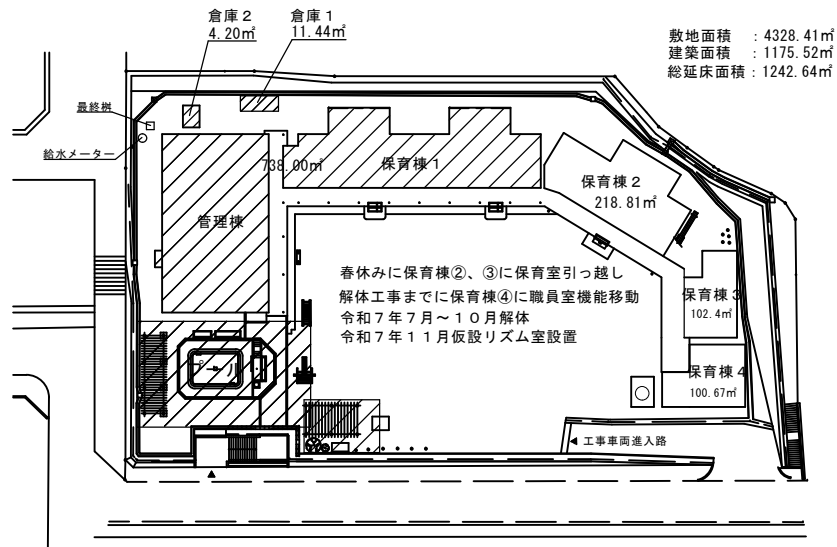 倉庫２
4.20㎡
倉庫１
11.44㎡
敷地面積　：4328.41㎡
建築面積　：1175.52㎡
総延床面積：1242.64㎡
最終桝
給水メーター
738.00㎡
保育棟１
保育棟２
218.81㎡
管理棟
春休みに保育棟②、③に保育室引っ越し
解体工事までに保育棟④に職員室機能移動
令和７年７月～１０月解体
令和７年１１月仮設リズム室設置
保育棟３
102.4㎡
保育棟４
100.67㎡
工事車両進入路